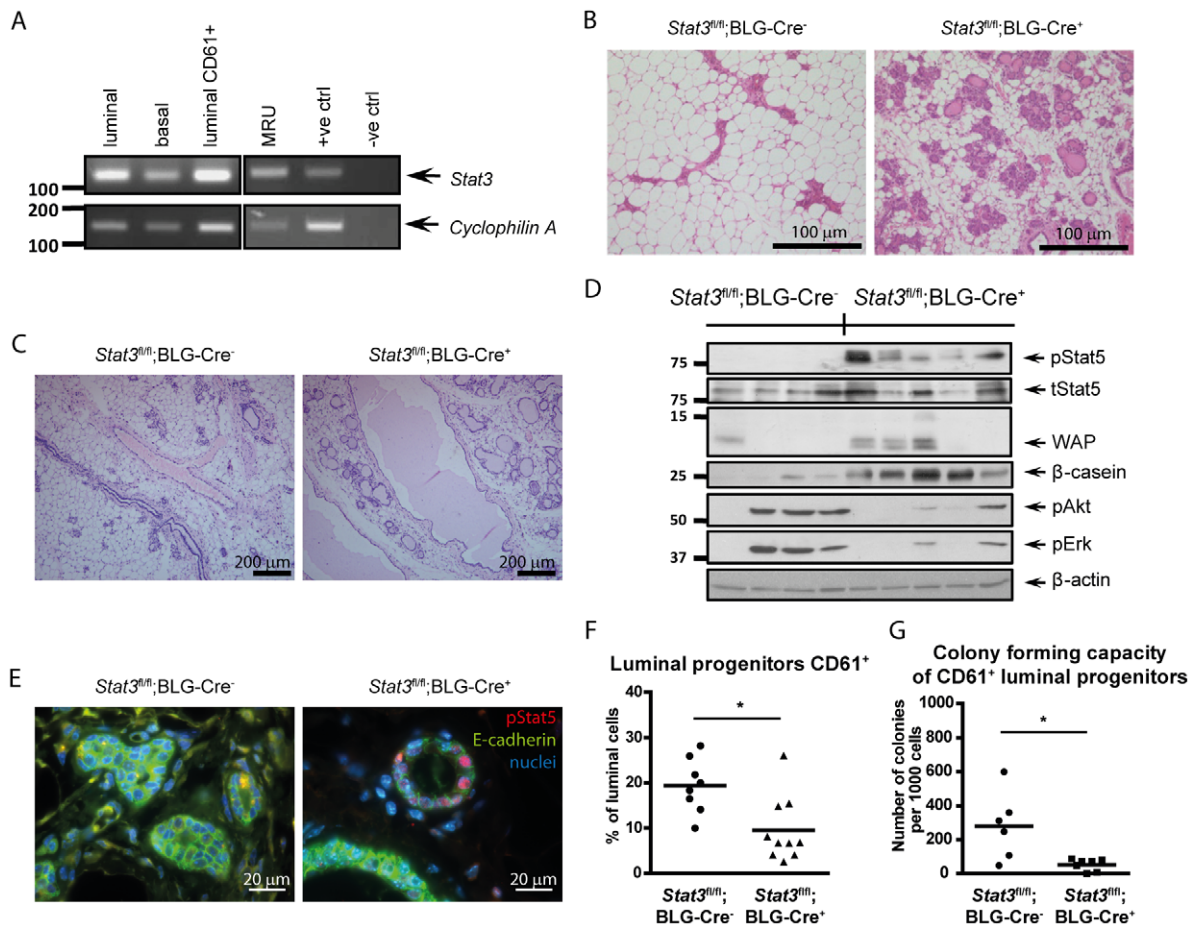 A
luminal
basal
luminal CD61+
MRU
+ve ctrl
-ve ctrl
100
Stat3
200
100
Cyclophilin A
B
Stat3fl/fl;BLG-Cre-
Stat3fl/fl;BLG-Cre+
100 μm
100 μm
C
Stat3fl/fl;BLG-Cre-
Stat3fl/fl;BLG-Cre+
200 μm
200 μm
D
Stat3fl/fl;BLG-Cre-
Stat3fl/fl;BLG-Cre+
75
pStat5
75
tStat5
15
WAP
25
β-casein
50
pAkt
37
pErk
β-actin
E
Stat3fl/fl;BLG-Cre-
Stat3fl/fl;BLG-Cre+
pStat5
E-cadherin
nuclei
20 μm
20 μm
F
Luminal progenitors CD61+
% of luminal cells
40
30
20
10
0
*
Stat3fl/fl;
BLG-Cre-
Stat3fl/fl;
BLG-Cre+
G
Colony forming capacity
of CD61+ luminal progenitors
Number of colonies
per 1000 cells
1000
800
600
400
200
0
*
Stat3fl/fl;
BLG-Cre-
Stat3fl/fl;
BLG-Cre+